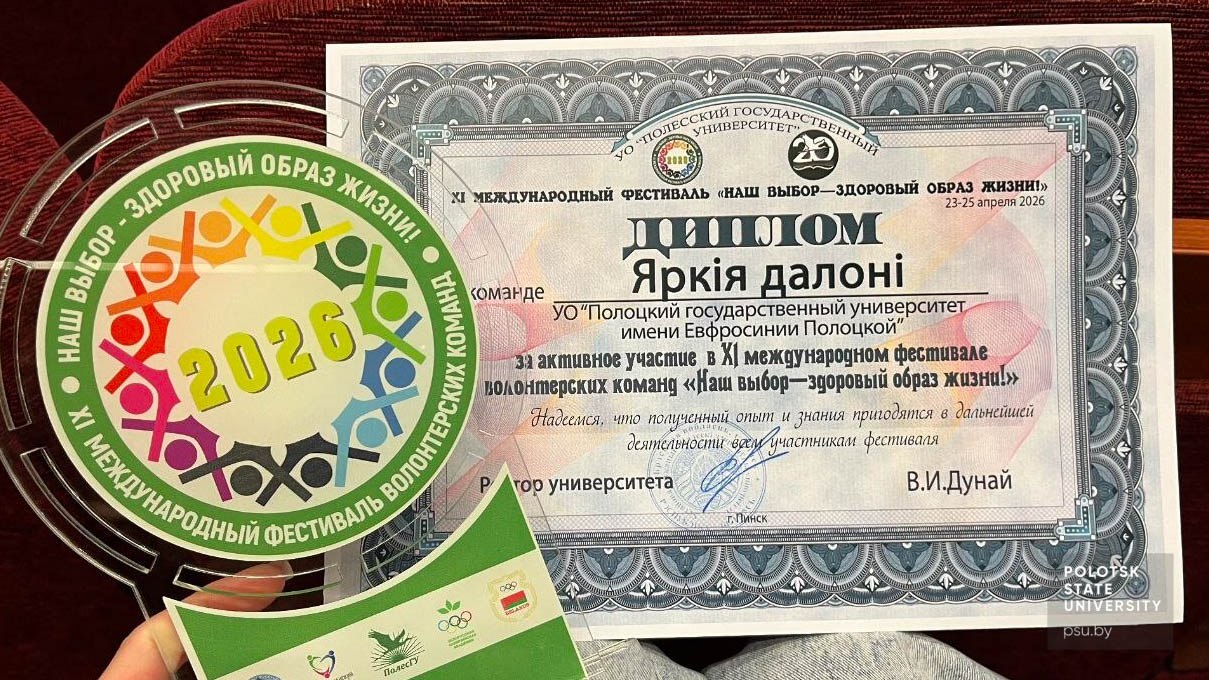 НАШ ВЫБОР - ЗДОРОВЫЙ ОБРАЗ ЖИЗНИ!
XI МЕЖДУНАРОДНЫЙ ФЕСТИВАЛЬ ВОЛОНТЕРСКИХ КОМАНД
2026
BELARUS
ПолесГУ
УО "ПОЛЕССКИЙ ГОСУДАРСТВЕННЫЙ
УНИВЕРСИТЕТ"
2026
XI МЕЖДУНАРОДНЫЙ ФЕСТИВАЛЬ «НАШ ВЫБОР—ЗДОРОВЫЙ ОБРАЗ ЖИЗНИ!»
23-25 апреля 2026
ДИПЛОМ
Яркія далоні
команде
УО "Полоцкий государственный университет
имени Евфросинии Полоцкой"
за активное участие в XI международном фестивале
волонтерских команд «Наш выбор—здоровый образ жизни!»
Надеемся, что полученный опыт и знания пригодятся в дальнейшей
деятельности всем участникам фестиваля
Ректор университета В.И.Дунай
г. Пинск
POLOTSK
STATE
UNIVERSITY
psu.by